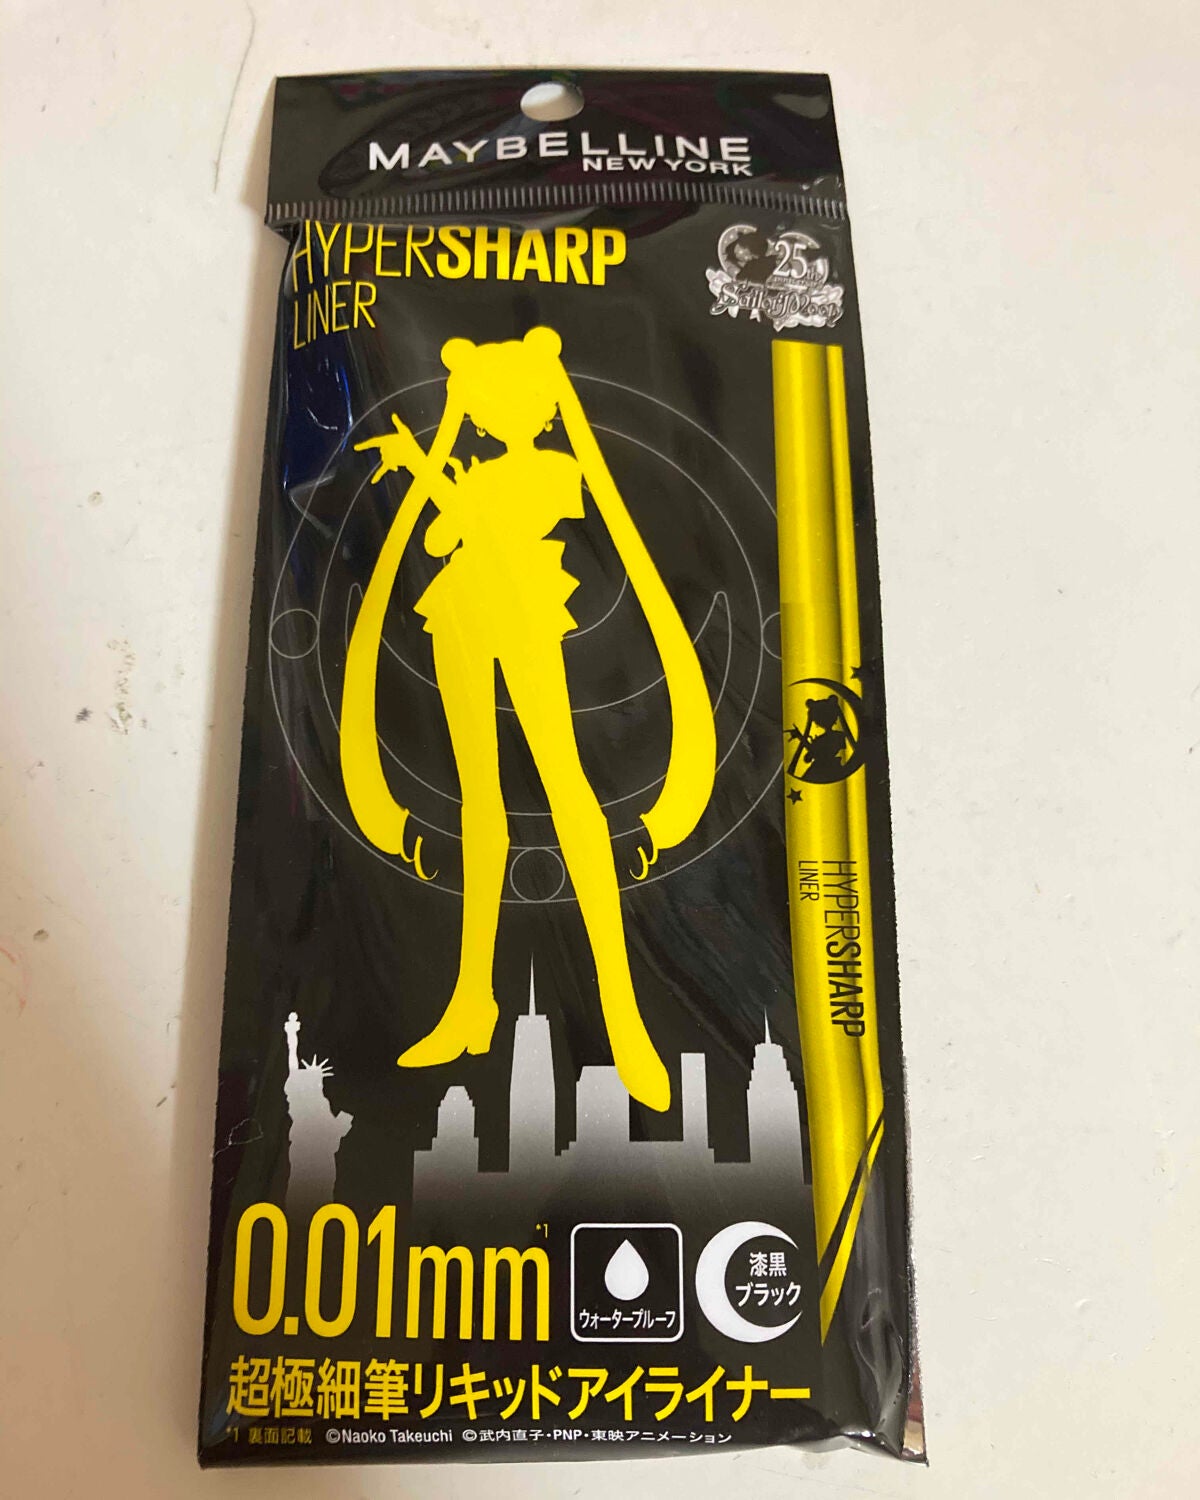 MAYBELLINE
NEW YORK
HYPERSHARP
LINER
25th
Sailor Moon
HYPERSHARP
LINER
0.01mm*1
ウォータープルーフ
漆黒
ブラック
超極細筆リキッドアイライナー
*1 裏面記載 ©Naoko Takeuchi ©武内直子・PNP・東映アニメーション